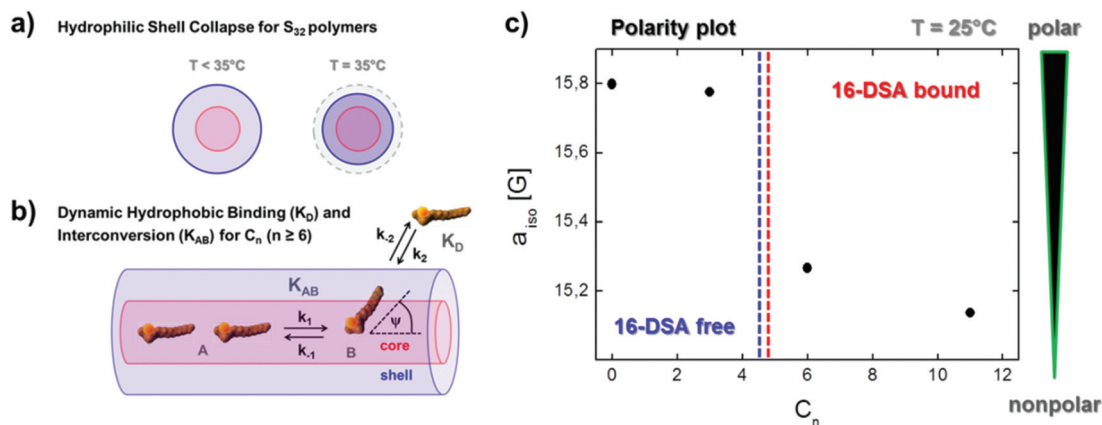 a) Hydrophilic Shell Collapse for S32 polymers
T < 35°C
T = 35°C
b) Dynamic Hydrophobic Binding (KD) and
Interconversion (KAB) for Cn (n ≥ 6)
k-2
k2
KD
KAB
k1
k-1
A
B
ψ
core
shell
c)
Polarity plot
T = 25°C
polar
15,8
15,6
15,4
15,2
aiso [G]
16-DSA bound
16-DSA free
0 2 4 6 8 10 12
Cn
nonpolar